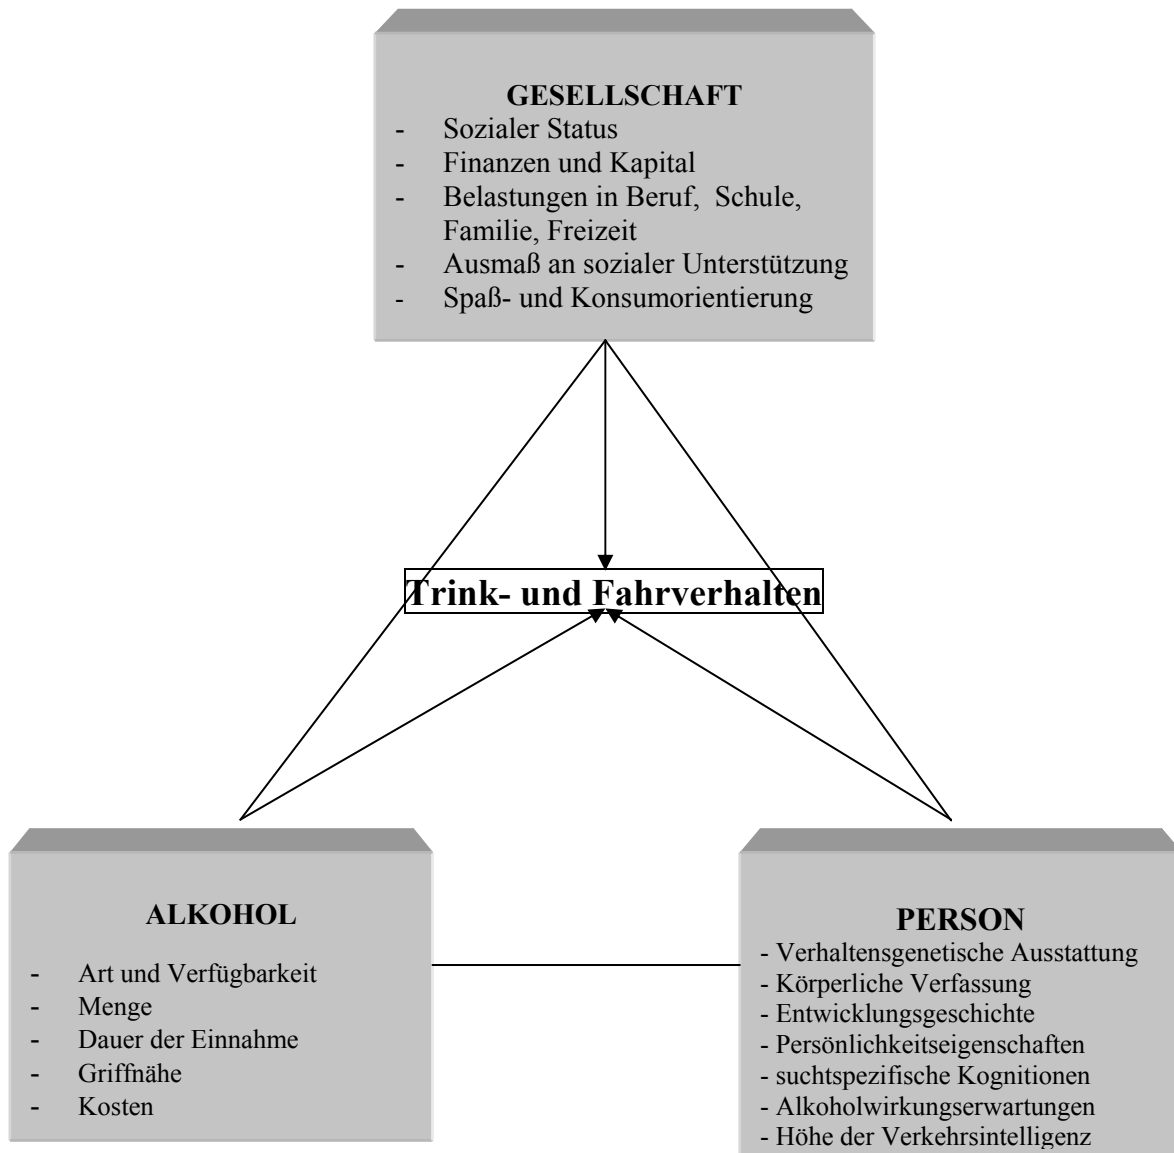 GESELLSCHAFT
- Sozialer Status
- Finanzen und Kapital
- Belastungen in Beruf, Schule,
Familie, Freizeit
- Ausmaß an sozialer Unterstützung
- Spaß- und Konsumorientierung
Trink- und Fahrverhalten
ALKOHOL
- Art und Verfügbarkeit
- Menge
- Dauer der Einnahme
- Griffnähe
- Kosten
PERSON
- Verhaltensgenetische Ausstattung
- Körperliche Verfassung
- Entwicklungsgeschichte
- Persönlichkeitseigenschaften
- suchtspezifische Kognitionen
- Alkoholwirkungserwartungen
- Höhe der Verkehrsintelligenz